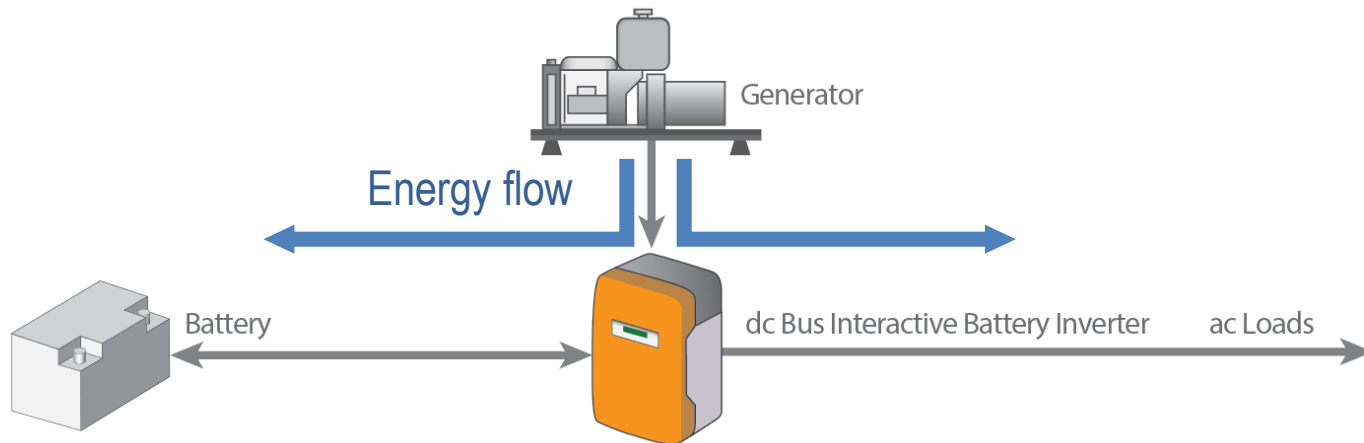 Generator
Energy flow
Battery
dc Bus Interactive Battery Inverter
ac Loads